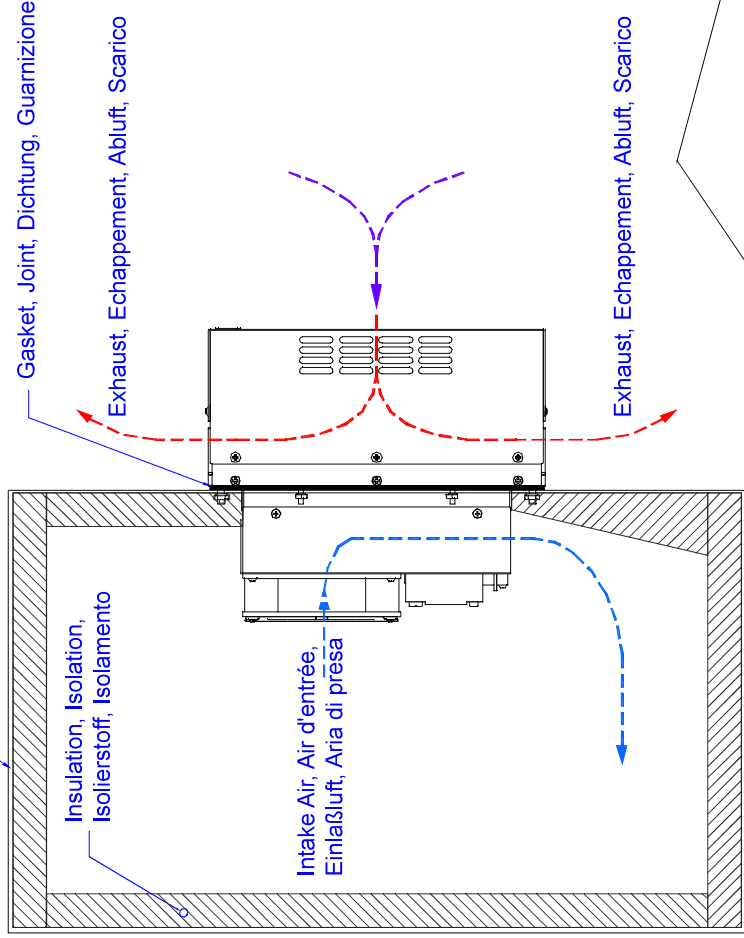 Gasket, Joint, Dichtung, Guarnizione
Exhaust, Echappement, Abluft, Scarico
Exhaust, Echappement, Abluft, Scarico
Insulation, Isolation,
Isolierstoff, Isolamento
Intake Air, Air d'entrée,
Einlaßluft, Aria di presa